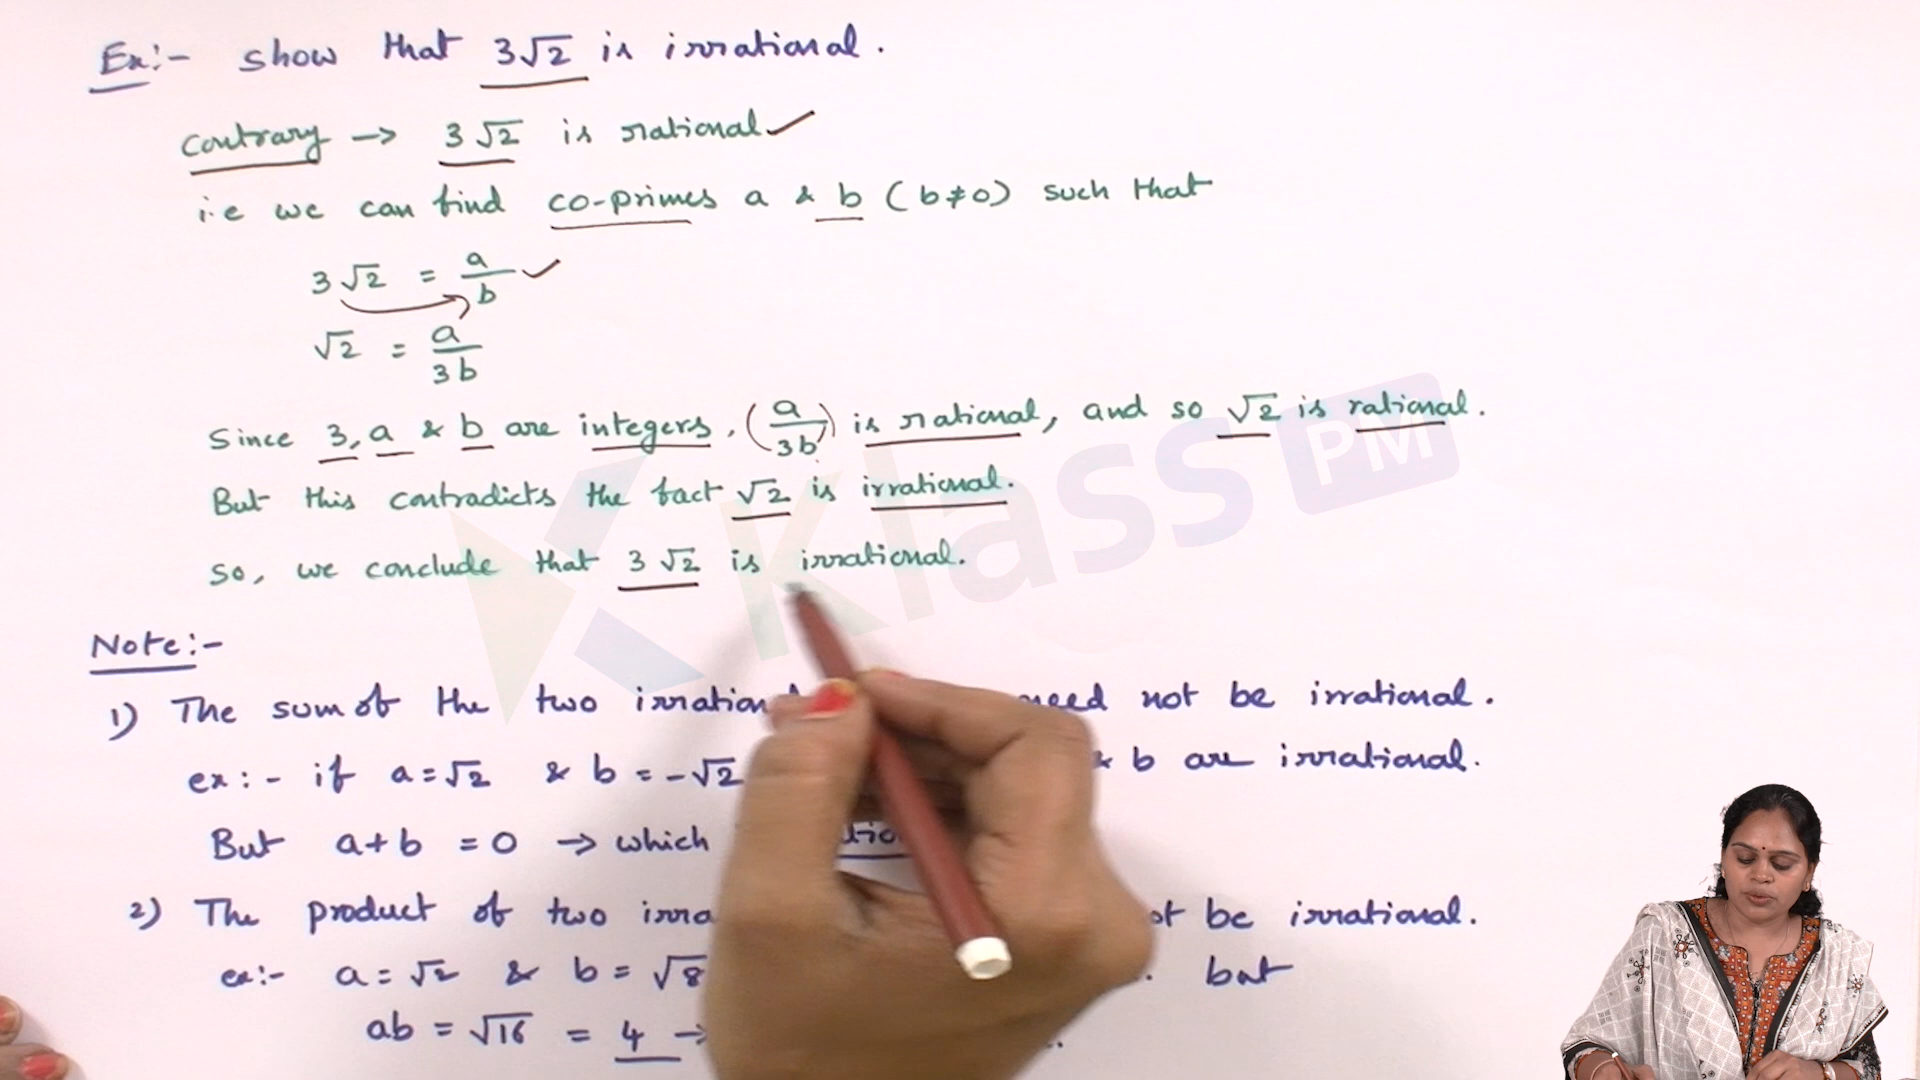 Ex:- show that 3√2 is irrational.
contrary → 3√2 is rational ✓
i.e we can find co-primes a & b (b≠0) such that
3√2 = a/b ✓
√2 = a/3b
Since 3, a & b are integers, (a/3b) is rational, and so √2 is rational.
But this contradicts the fact √2 is irrational.
So, we conclude that 3√2 is irrational.
Note:-
1) The sum of the two need not be irrational.
ex:- if a=√2 & b=-√2 & b are irrational.
But a+b = 0 → which
2) The product of two be irrational.
ex:- a=√2 & b=√8 but
ab = √16 = 4 →
Klass PM